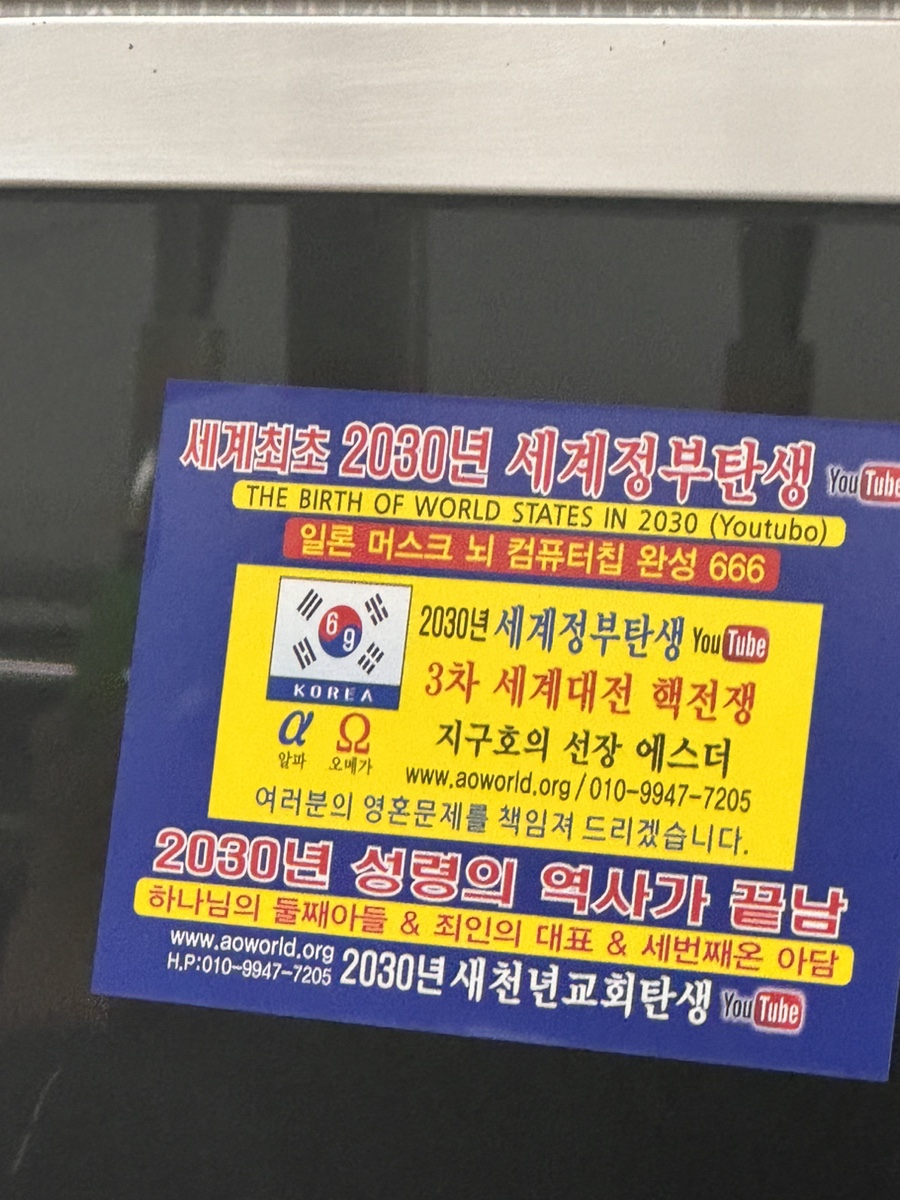 세계최초 2030년 세계정부탄생 YouTube
THE BIRTH OF WORLD STATES IN 2030 (Youtubo)
일론 머스크 뇌 컴퓨터칩 완성 666
69
KOREA
α Ω
알파 오메가
2030년 세계정부탄생 YouTube
3차 세계대전 핵전쟁
지구호의 선장 에스더
www.aoworld.org / 010-9947-7205
여러분의 영혼문제를 책임져 드리겠습니다.
2030년 성령의 역사가 끝남
하나님의 둘째아들 & 죄인의 대표 & 세번째온 아담
www.aoworld.org
H.P:010-9947-7205
2030년새천년교회탄생 YouTube